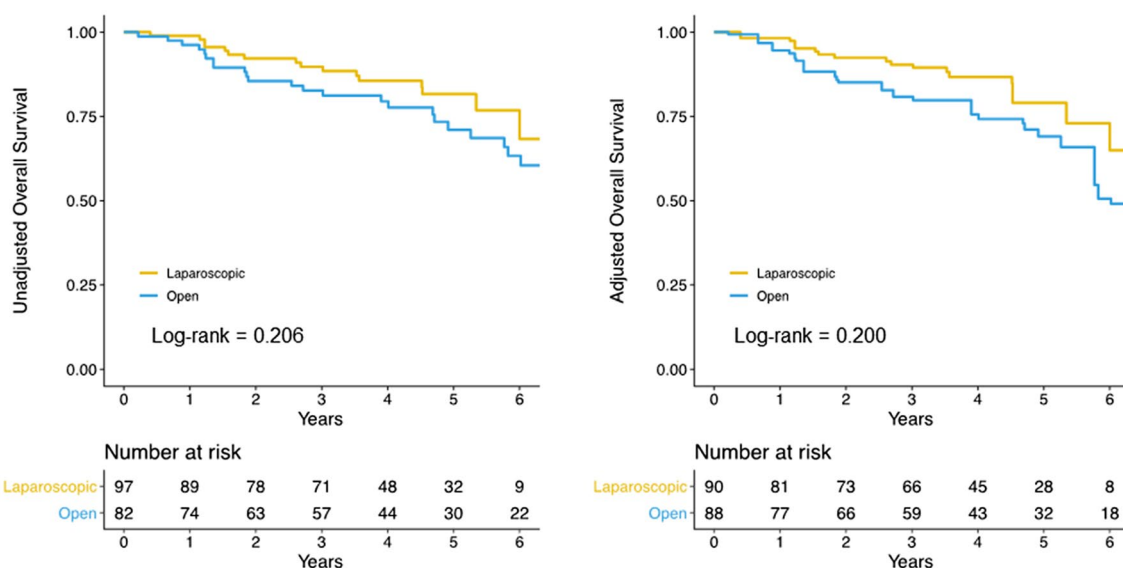 Unadjusted Overall Survival
1.00
0.75
0.50
0.25
0.00
Laparoscopic
Open
Log-rank = 0.206
0 1 2 3 4 5 6
Years
Number at risk
Laparoscopic 97 89 78 71 48 32 9
Open 82 74 63 57 44 30 22
0 1 2 3 4 5 6
Years
Adjusted Overall Survival
1.00
0.75
0.50
0.25
0.00
Laparoscopic
Open
Log-rank = 0.200
0 1 2 3 4 5 6
Years
Number at risk
Laparoscopic 90 81 73 66 45 28 8
Open 88 77 66 59 43 32 18
0 1 2 3 4 5 6
Years